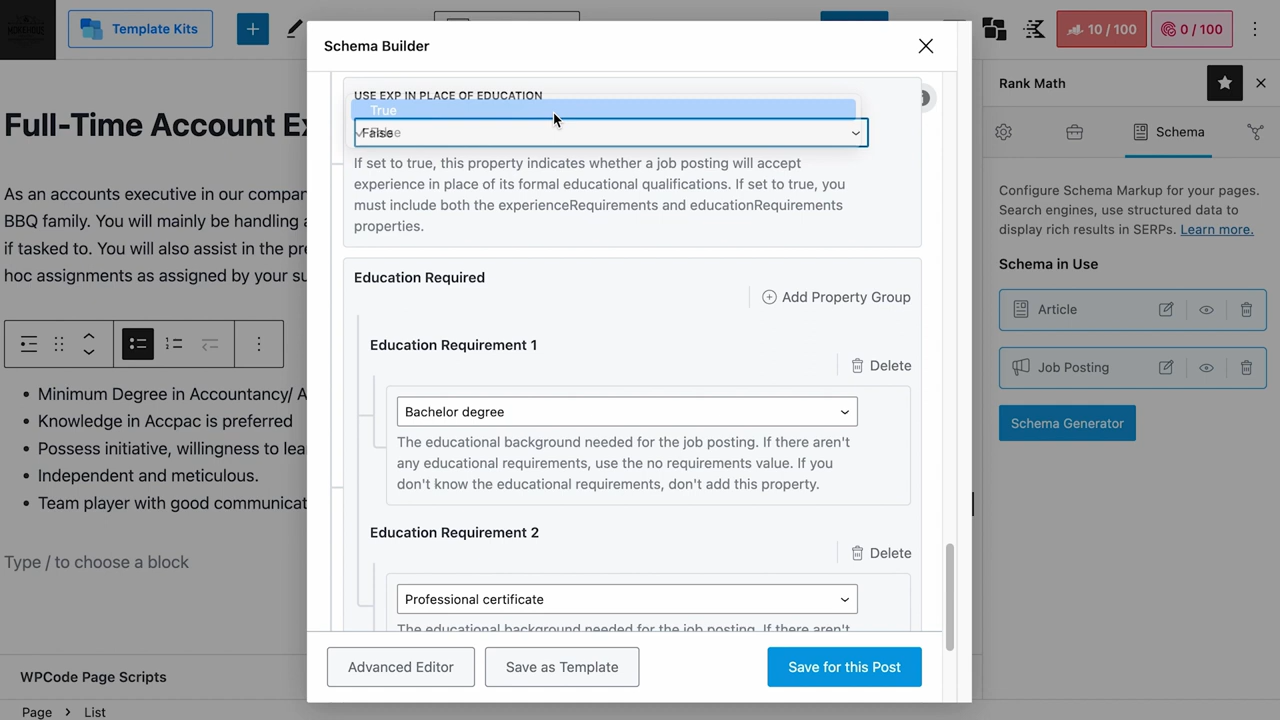 Template Kits
10 / 100
0 / 100
Schema Builder
Rank Math
Schema
Full-Time Account Ex
As an accounts executive in our compan
BBQ family. You will mainly be handling a
if tasked to. You will also assist in the pre
hoc assignments as assigned by your su
Minimum Degree in Accountancy/ A
Knowledge in Accpac is preferred
Possess initiative, willingness to lea
Independent and meticulous.
Team player with good communicat
Type / to choose a block
WPCode Page Scripts
Page > List
USE EXP IN PLACE OF EDUCATION
True
False
If set to true, this property indicates whether a job posting will accept
experience in place of its formal educational qualifications. If set to true, you
must include both the experienceRequirements and educationRequirements
properties.
Education Required
Add Property Group
Education Requirement 1
Delete
Bachelor degree
The educational background needed for the job posting. If there aren't
any educational requirements, use the no requirements value. If you
don't know the educational requirements, don't add this property.
Education Requirement 2
Delete
Professional certificate
The educational background needed for the job posting. If there aren't
Advanced Editor
Save as Template
Save for this Post
Configure Schema Markup for your pages.
Search engines, use structured data to
display rich results in SERPs. Learn more.
Schema in Use
Article
Job Posting
Schema Generator